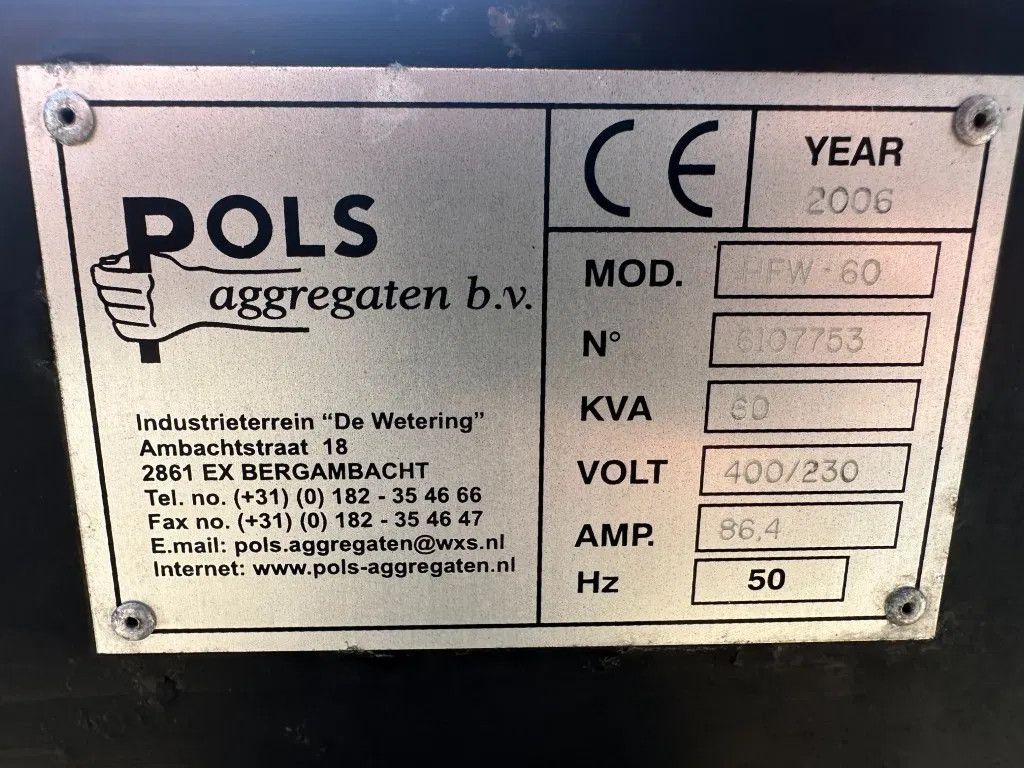 POLS
aggregaten b.v.
Industrieterrein “De Wetering”
Ambachtstraat 18
2861 EX BERGAMBACHT
Tel. no. (+31) (0) 182 - 35 46 66
Fax no. (+31) (0) 182 - 35 46 47
E.mail: pols.aggregaten@wxs.nl
Internet: www.pols-aggregaten.nl
CE
YEAR
2006
MOD. PFW-60
N° 6107753
KVA 60
VOLT 400/230
AMP. 86,4
Hz 50